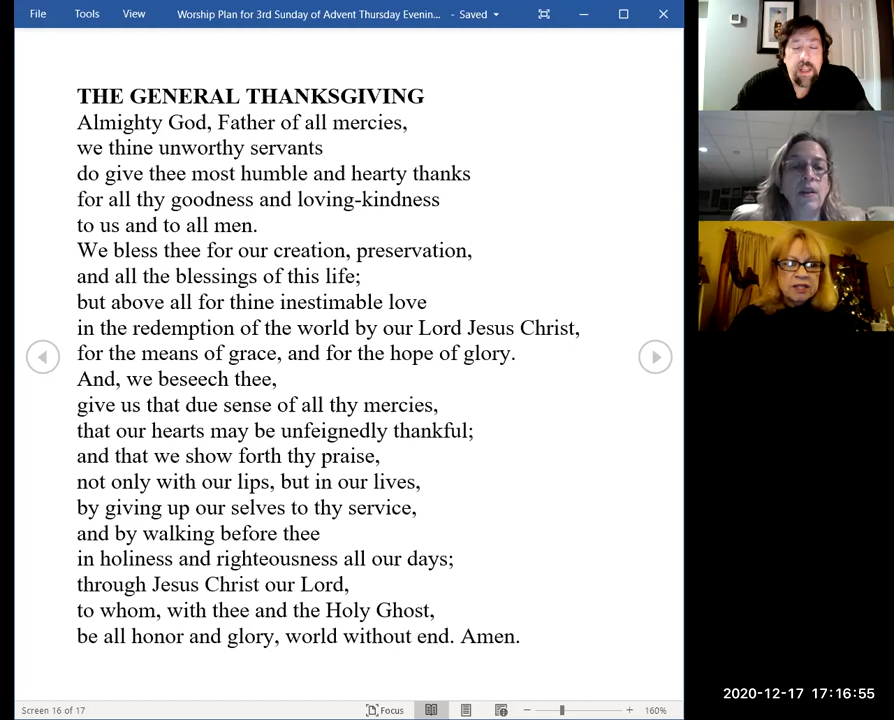 File Tools View Worship Plan for 3rd Sunday of Advent Thursday Evenin... - Saved
THE GENERAL THANKSGIVING
Almighty God, Father of all mercies,
we thine unworthy servants
do give thee most humble and hearty thanks
for all thy goodness and loving-kindness
to us and to all men.
We bless thee for our creation, preservation,
and all the blessings of this life;
but above all for thine inestimable love
in the redemption of the world by our Lord Jesus Christ,
for the means of grace, and for the hope of glory.
And, we beseech thee,
give us that due sense of all thy mercies,
that our hearts may be unfeignedly thankful;
and that we show forth thy praise,
not only with our lips, but in our lives,
by giving up our selves to thy service,
and by walking before thee
in holiness and righteousness all our days;
through Jesus Christ our Lord,
to whom, with thee and the Holy Ghost,
be all honor and glory, world without end. Amen.
2020-12-17 17:16:55
Screen 16 of 17 Focus 160%